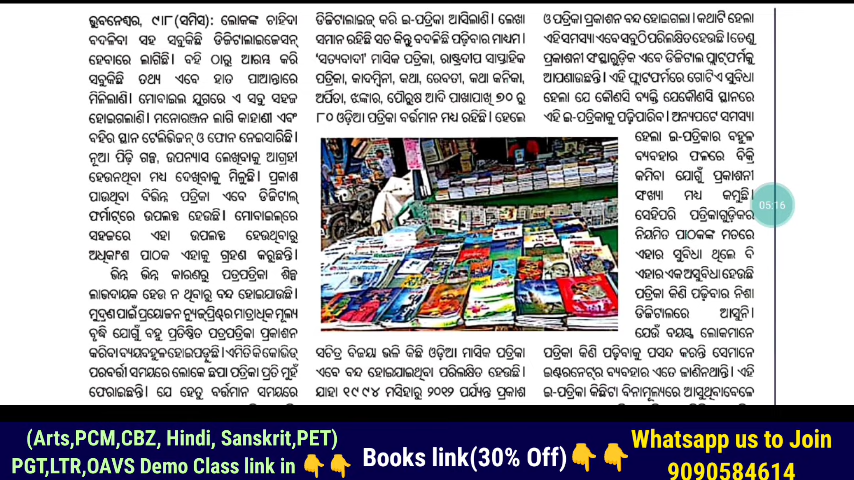 ଭୁବନେଶ୍ୱର, ୯।୮ (ସମିସ): ଲୋକଙ୍କ ଚାହିଦା
ବଦଳିବା ସହ ସବୁକିଛି ଡିଜିଟାଲାଇଜେସନ୍
ହେବାରେ ଲାଗିଛି। ବହି ଠାରୁ ଆରମ୍ଭ କରି
ସବୁକିଛି ତଥ୍ୟ ଏବେ ହାତ ପାଆନ୍ତାରେ
ମିଳିଲାଣି। ମୋବାଇଲ ଯୁଗରେ ଏ ସବୁ ସହଜ
ହୋଇଗଲାଣି। ମନୋରଞ୍ଜନ ଲାଗି କାହାଣୀ ଏବଂ
ବହିର ସ୍ଥାନ ଟେଲିଭିଜନ୍ ଓ ଫୋନ ନେଇସାରିଛି।
ନୂଆ ପିଢ଼ି ଗଳ୍ପ, ଉପନ୍ୟାସ ଲେଖିବାକୁ ଆଗ୍ରହୀ
ହେଉନଥିବା ମଧ୍ୟ ଦେଖିବାକୁ ମିଳୁଛି। ପ୍ରକାଶ
ପାଉଥିବା ବିଭିନ୍ନ ପତ୍ରିକା ଏବେ ଡିଜିଟାଲ୍
ଫର୍ମାଟ୍‌ରେ ଉପଲବ୍ଧ ହେଉଛି। ମୋବାଇଲ୍‌ରେ
ସହଜରେ ଏହା ଉପଲବ୍ଧ ହେଉଥିବାରୁ
ଅଧିକାଂଶ ପାଠକ ଏହାକୁ ଗ୍ରହଣ କରୁଛନ୍ତି।
ଭିନ୍ନ ଭିନ୍ନ କାରଣରୁ ପତ୍ରପତ୍ରିକା ଶିଳ୍ପ
ଲାଭଦାୟକ ହେଉ ନ ଥିବାରୁ ବନ୍ଦ ହୋଇଯାଉଛି।
ମୁଦ୍ରଣ ପାଇଁ ପ୍ରୟୋଜନ ନ୍ୟୁଜପ୍ରିଣ୍ଟର ମାତ୍ରାଧିକ ମୂଲ୍ୟ
ବୃଦ୍ଧି ଯୋଗୁଁ ବହୁ ପ୍ରତିଷ୍ଠିତ ପତ୍ରପତ୍ରିକା ପ୍ରକାଶନ
କରିବା ବ୍ୟୟବହୁଳ ହୋଇପଡ଼ୁଛି। ଏମିତିକି କୋଭିଡ୍
ପରବର୍ତ୍ତୀ ସମୟରେ ଲୋକେ ଛପା ପତ୍ରିକା ପ୍ରତି ମୁହଁ
ଫେରାଇଛନ୍ତି। ଯେ ହେତୁ ବର୍ତ୍ତମାନ ସମୟରେ
ଡିଜିଟାଲାଇଜ୍ କରି ଇ-ପତ୍ରିକା ଆସିଲାଣି। ଲେଖା
ସମାନ ରହିଛି ସତ କିନ୍ତୁ ବଦଳିଛି ପଢ଼ିବାର ମାଧ୍ୟମ।
'ସତ୍ୟବାଦୀ' ମାସିକ ପତ୍ରିକା, ରାଷ୍ଟ୍ରଦୀପ ସାପ୍ତାହିକ
ପତ୍ରିକା, କାଦମ୍ବିନୀ, କଥା, ରେବତୀ, କଥା କନିକା,
ଅର୍ପିତା, ଝଙ୍କାର, ପୌରୁଷ ଆଦି ପାଖାପାଖି ୭୦ ରୁ
୮୦ ଓଡ଼ିଆ ପତ୍ରିକା ବର୍ତ୍ତମାନ ମଧ୍ୟ ରହିଛି। ହେଲେ
ସଚିତ୍ର ବିଜୟା ଭଳି କିଛି ଓଡ଼ିଆ ମାସିକ ପତ୍ରିକା
ଏବେ ବନ୍ଦ ହୋଇଯାଇଥିବା ପରିଲକ୍ଷିତ ହେଉଛି।
ଯାହା ୧୯୯୪ ମସିହାରୁ ୨୦୧୨ ପର୍ଯ୍ୟନ୍ତ ପ୍ରକାଶ
ଓ ପତ୍ରିକା ପ୍ରକାଶନ ବନ୍ଦ ହୋଇଗଲା। କଥାଟି ହେଲା
ଏହି ସମସ୍ୟା ଏବେ ସବୁଠି ପରିଲକ୍ଷିତ ହେଉଛି। ତେଣୁ
ପ୍ରକାଶନୀ ସଂସ୍ଥାଗୁଡ଼ିକ ଏବେ ଡିଜିଟାଲ ପ୍ଲାଟ୍‌ଫର୍ମକୁ
ଆପଣାଉଛନ୍ତି। ଏହି ପ୍ଲାଟଫର୍ମରେ ଗୋଟିଏ ସୁବିଧା
ହେଲା ଯେ କୌଣସି ବ୍ୟକ୍ତି ଯେକୌଣସି ସ୍ଥାନରେ
ଏହି ଇ-ପତ୍ରିକାକୁ ପଢ଼ିପାରିବ। ଅନ୍ୟପଟେ ସମସ୍ୟା
ହେଲା ଇ-ପତ୍ରିକାର ବହୁଳ
ବ୍ୟବହାର ଫଳରେ ବିକ୍ରି
କମିବା ଯୋଗୁଁ ପ୍ରକାଶନୀ
ସଂଖ୍ୟା ମଧ୍ୟ କମୁଛି।
ସେହିପରି ପତ୍ରିକାଗୁଡ଼ିକର
ନିୟମିତ ପାଠକଙ୍କ ମତରେ
ଏହାର ସୁବିଧା ଥିଲେ ବି
ଏହାର ଏକ ଅସୁବିଧା ହେଉଛି
ପତ୍ରିକା କିଣି ପଢ଼ିବାର ନିଶା
ଡିଜିଟାଲରେ ଆସୁନି।
ଯେଉଁ ବୟସ୍କ ଲୋକମାନେ
ପତ୍ରିକା କିଣି ପଢ଼ିବାକୁ ପସନ୍ଦ କରନ୍ତି ସେମାନେ
ଇଣ୍ଟରନେଟ୍‌ର ବ୍ୟବହାର ଏତେ ଜାଣିନଥାନ୍ତି। ଏହି
ଇ-ପତ୍ରିକା କିଛିଟା ବିନାମୂଲ୍ୟରେ ଆସୁଥିବାବେଳେ
05:16
(Arts,PCM,CBZ, Hindi, Sanskrit,PET)
PGT,LTR,OAVS Demo Class link in 👇👇
Books link(30% Off)👇👇
Whatsapp us to Join
9090584614